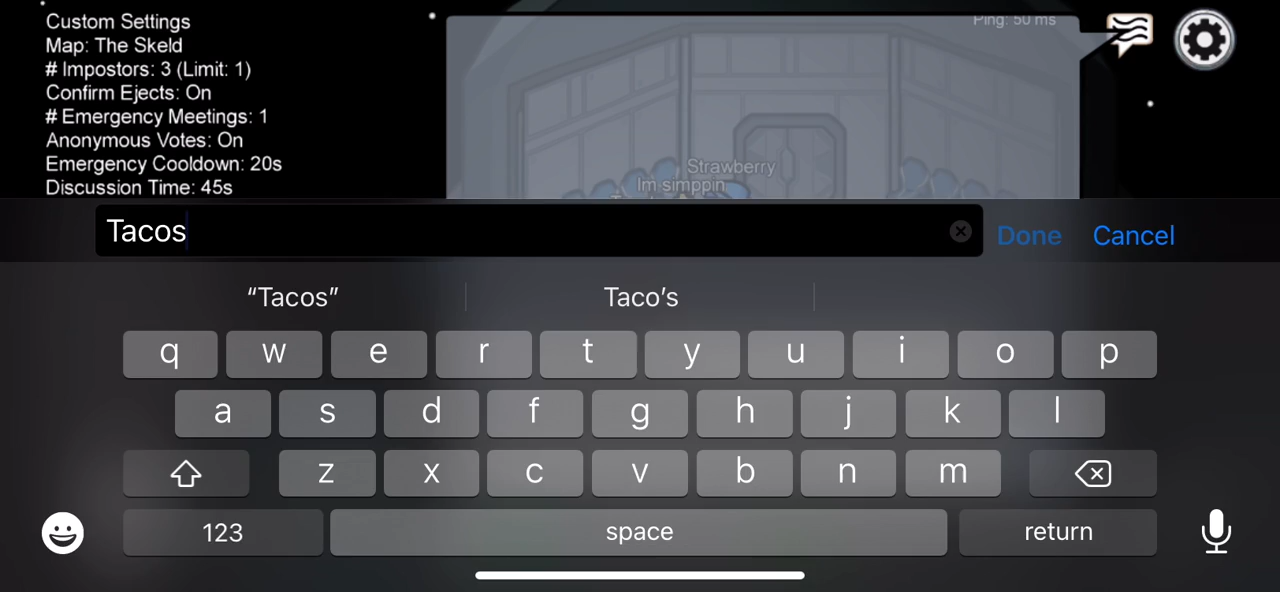 Custom Settings
Map: The Skeld
# Impostors: 3 (Limit: 1)
Confirm Ejects: On
# Emergency Meetings: 1
Anonymous Votes: On
Emergency Cooldown: 20s
Discussion Time: 45s
Ping: 50 ms
Strawberry
Im-simppin
Tacos
Done
Cancel
“Tacos”
Taco’s
q w e r t y u i o p
a s d f g h j k l
z x c v b n m
123
space
return